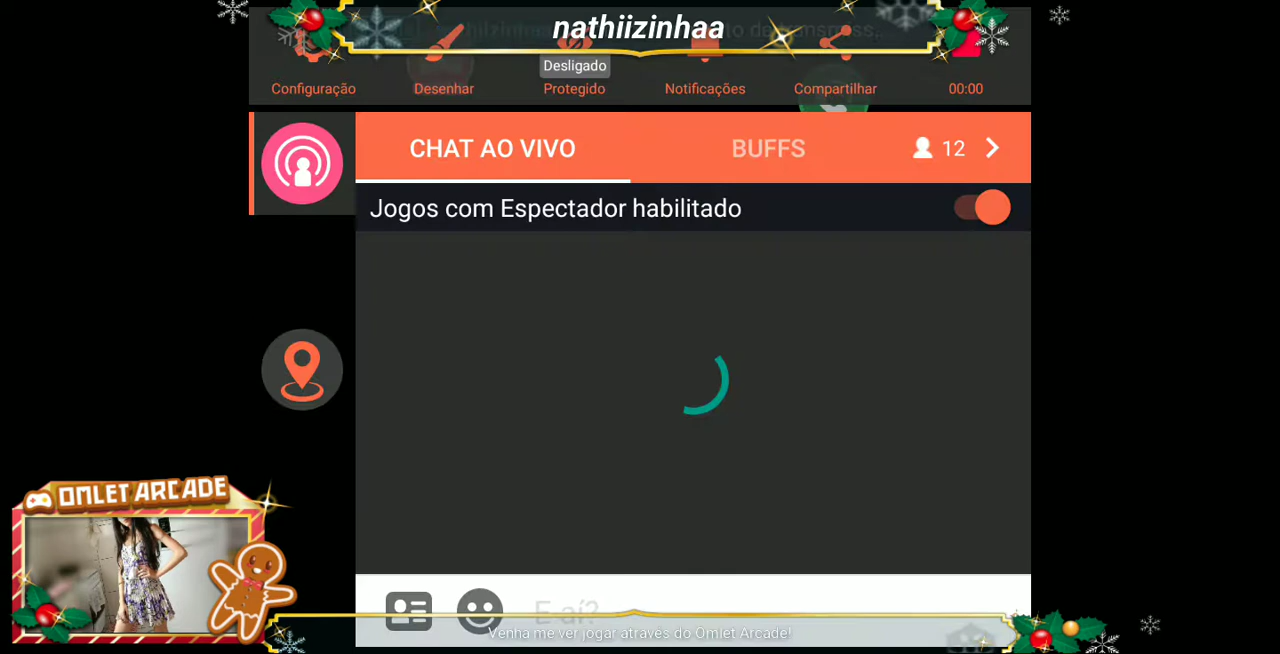 nathiizinhaa
Desligado
Configuração
Desenhar
Protegido
Notificações
Compartilhar
00:00
CHAT AO VIVO
BUFFS
12
Jogos com Espectador habilitado
OMLET ARCADE
E aí?
Venha me ver jogar através do Omlet Arcade!